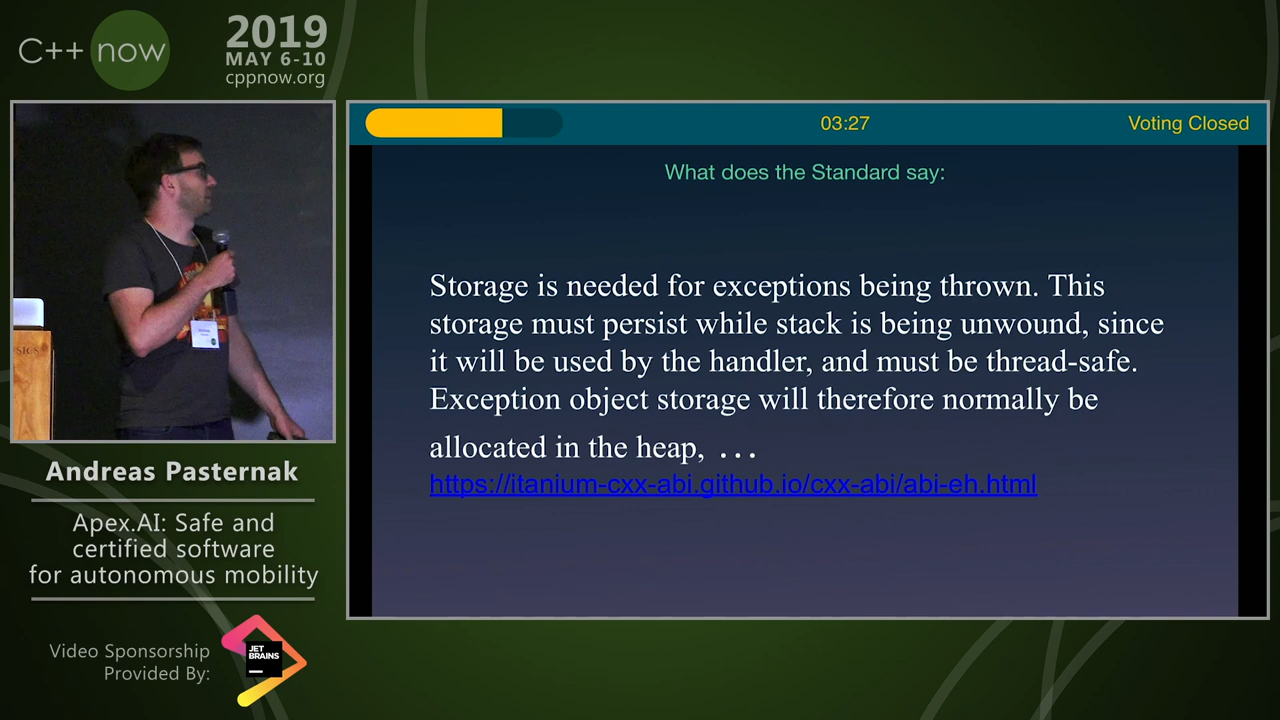 C++ now
2019
MAY 6-10
cppnow.org
03:27
Voting Closed
What does the Standard say:
Storage is needed for exceptions being thrown. This
storage must persist while stack is being unwound, since
it will be used by the handler, and must be thread-safe.
Exception object storage will therefore normally be
allocated in the heap, ...
https://itanium-cxx-abi.github.io/cxx-abi/abi-eh.html
Andreas Pasternak
Apex.AI: Safe and
certified software
for autonomous mobility
Video Sponsorship
Provided By:
JET
BRAINS